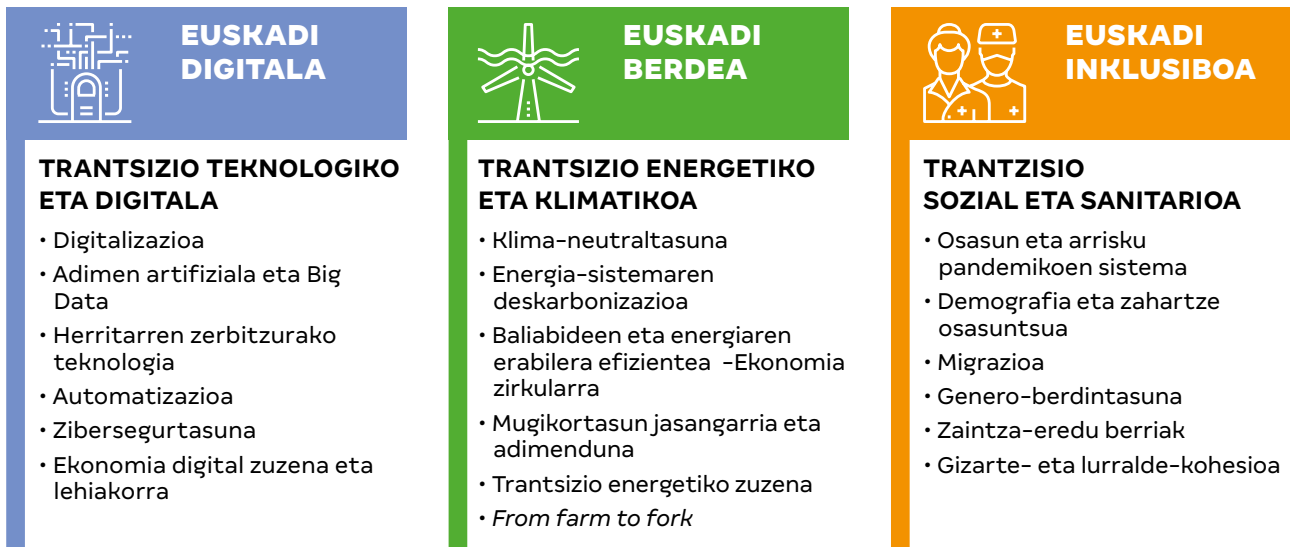 EUSKADI
DIGITALA
TRANTSIZIO TEKNOLOGIKO
ETA DIGITALA
• Digitalizazioa
• Adimen artifiziala eta Big
Data
• Herritarren zerbitzurako
teknologia
• Automatizazioa
• Zibersegurtasuna
• Ekonomia digital zuzena eta
lehiakorra
EUSKADI
BERDEA
TRANTSIZIO ENERGETIKO
ETA KLIMATIKOA
• Klima-neutraltasuna
• Energia-sistemaren
deskarbonizazioa
• Baliabideen eta energiaren
erabilera efizientea -Ekonomia
zirkularra
• Mugikortasun jasangarria eta
adimenduna
• Trantsizio energetiko zuzena
• From farm to fork
EUSKADI
INKLUSIBOA
TRANTZISIO
SOZIAL ETA SANITARIOA
• Osasun eta arrisku
pandemikoen sistema
• Demografia eta zahartze
osasuntsua
• Migrazioa
• Genero-berdintasuna
• Zaintza-eredu berriak
• Gizarte- eta lurralde-kohesioa